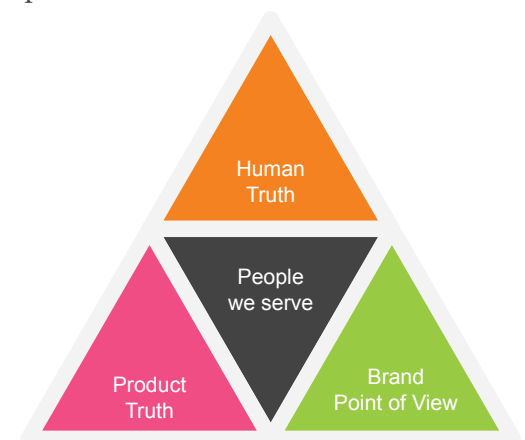 Human
Truth
People
we serve
Product
Truth
Brand
Point of View